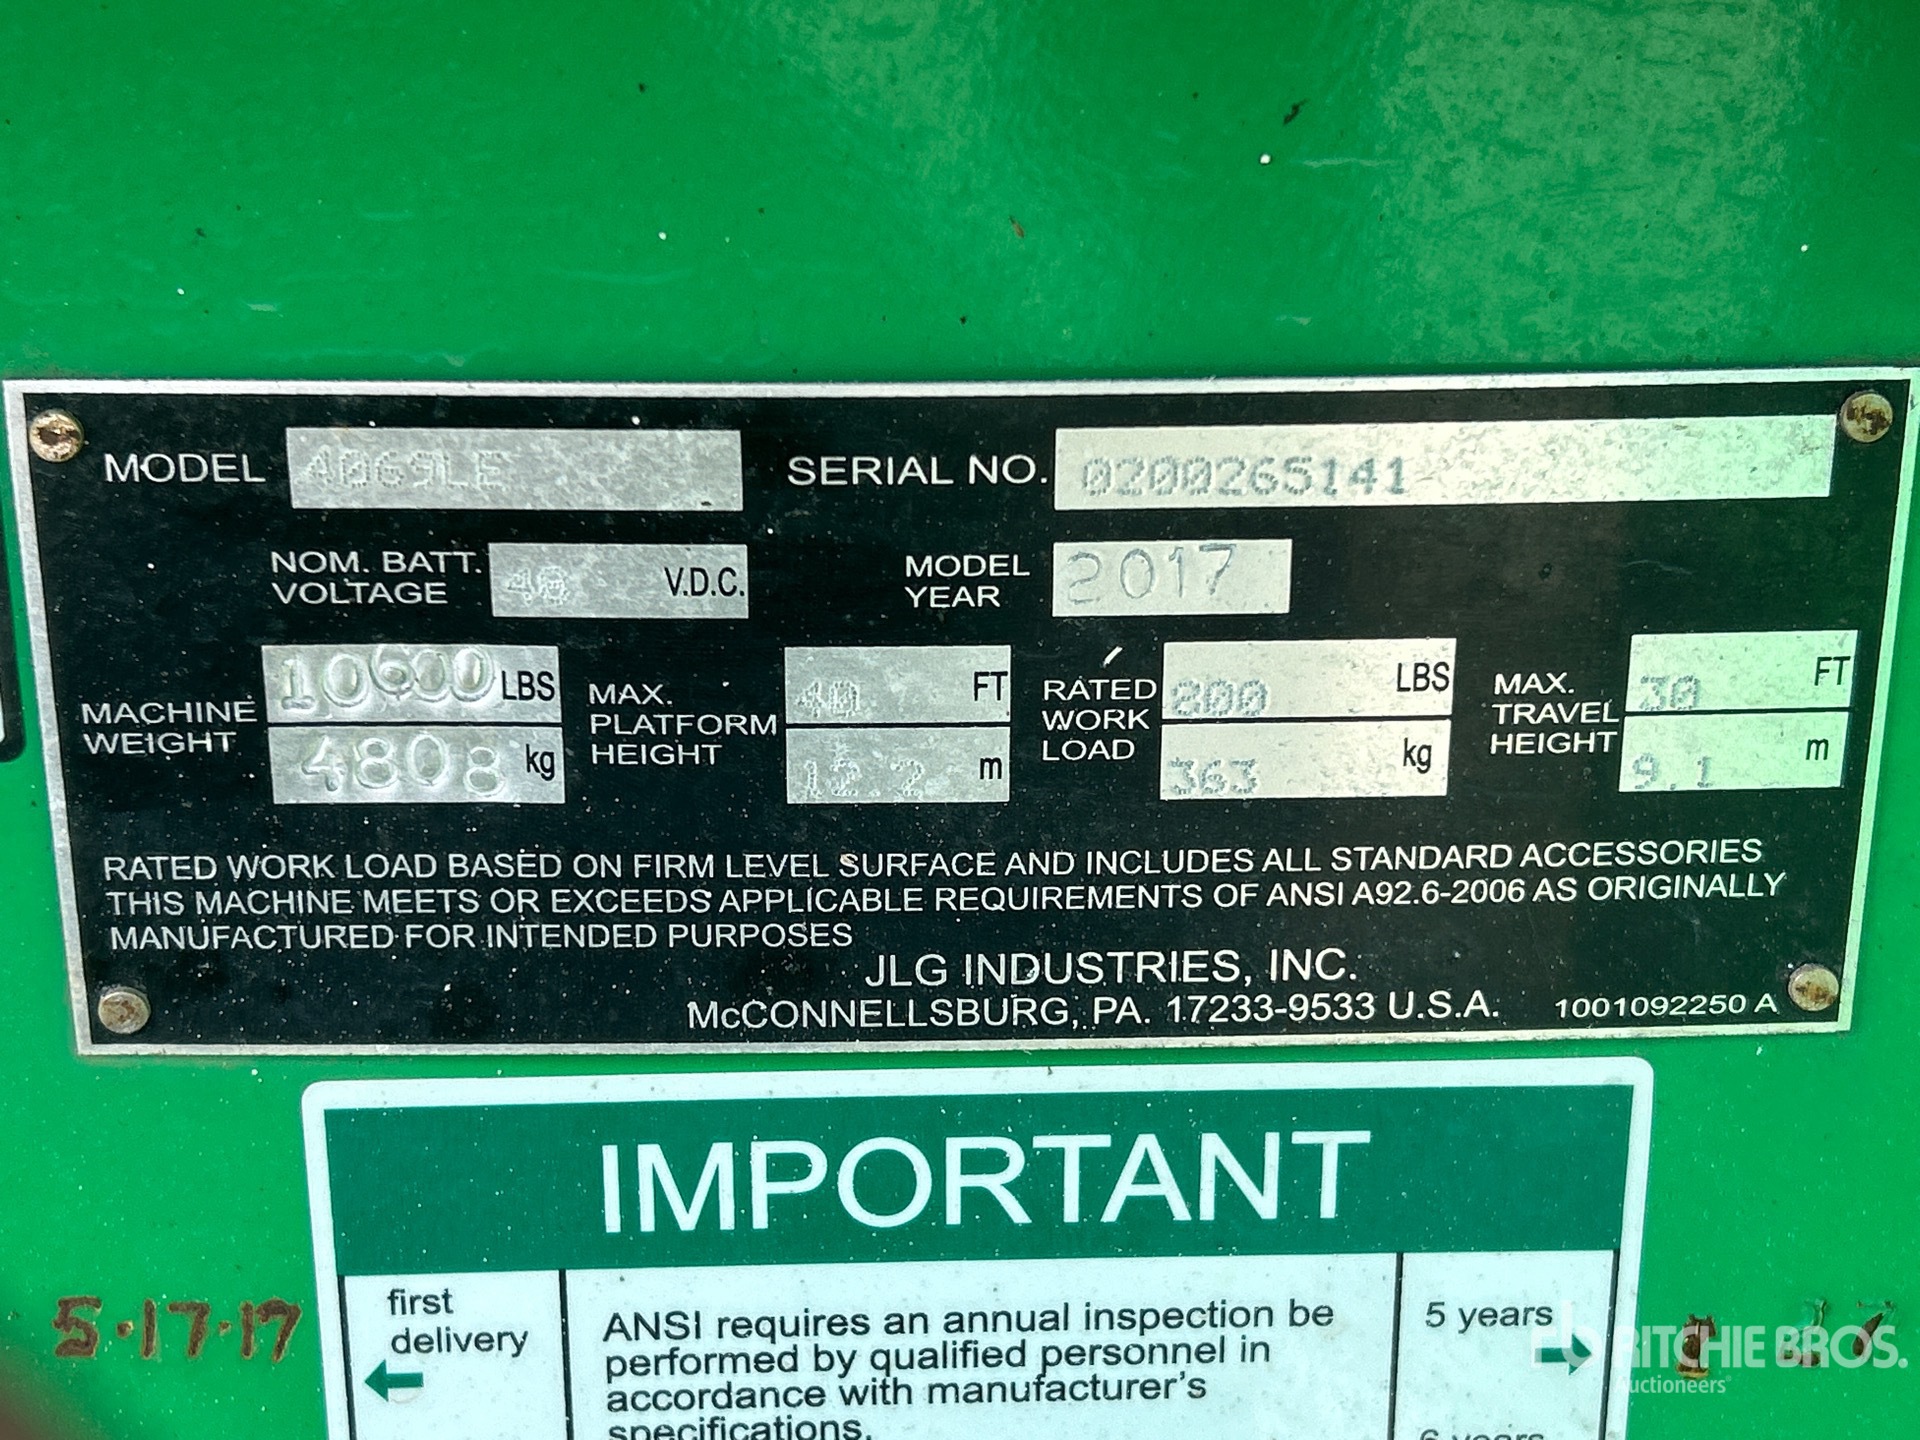 MODEL 4069LE SERIAL NO. 0200265141
NOM. BATT. VOLTAGE 48 V.D.C. MODEL YEAR 2017
MACHINE WEIGHT 10600 LBS 4808 kg
MAX. PLATFORM HEIGHT 40 FT 12.2 m
RATED WORK LOAD 800 LBS 363 kg
MAX. TRAVEL HEIGHT 30 FT 9.1 m
RATED WORK LOAD BASED ON FIRM LEVEL SURFACE AND INCLUDES ALL STANDARD ACCESSORIES
THIS MACHINE MEETS OR EXCEEDS APPLICABLE REQUIREMENTS OF ANSI A92.6-2006 AS ORIGINALLY
MANUFACTURED FOR INTENDED PURPOSES
JLG INDUSTRIES, INC.
McCONNELLSBURG, PA. 17233-9533 U.S.A. 1001092250 A
IMPORTANT
5·17·17
first
delivery
ANSI requires an annual inspection be
performed by qualified personnel in
accordance with manufacturer's
specifications.
5 years
6 years
RITCHIE BROS.
Auctioneers